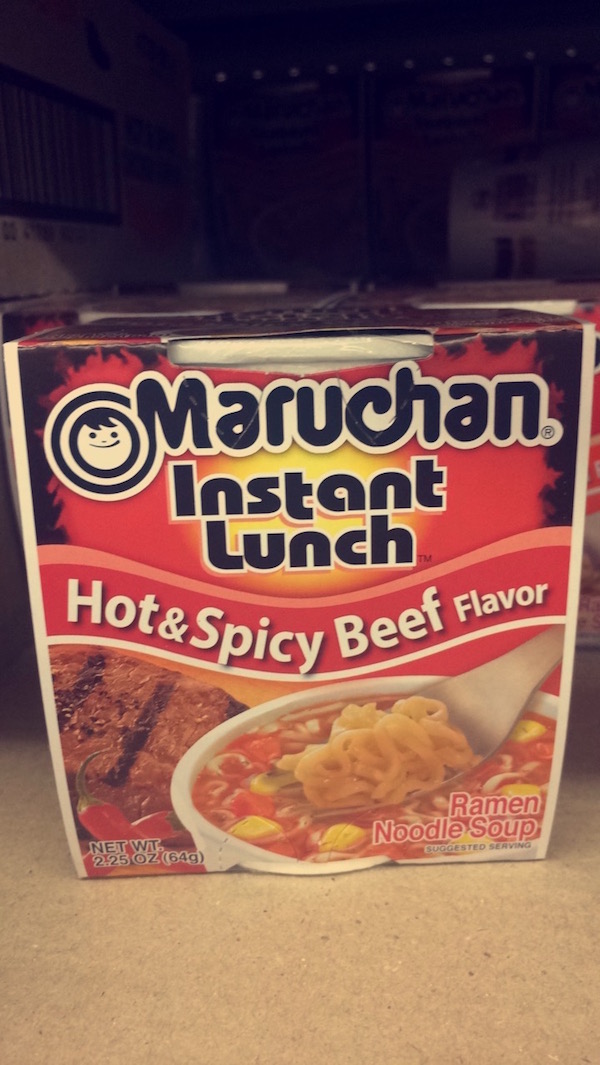 Maruchan®
Instant
Lunch™
Hot&Spicy Beef Flavor
Ramen
Noodle Soup
SUGGESTED SERVING
NET WT.
2.25 OZ (64g)